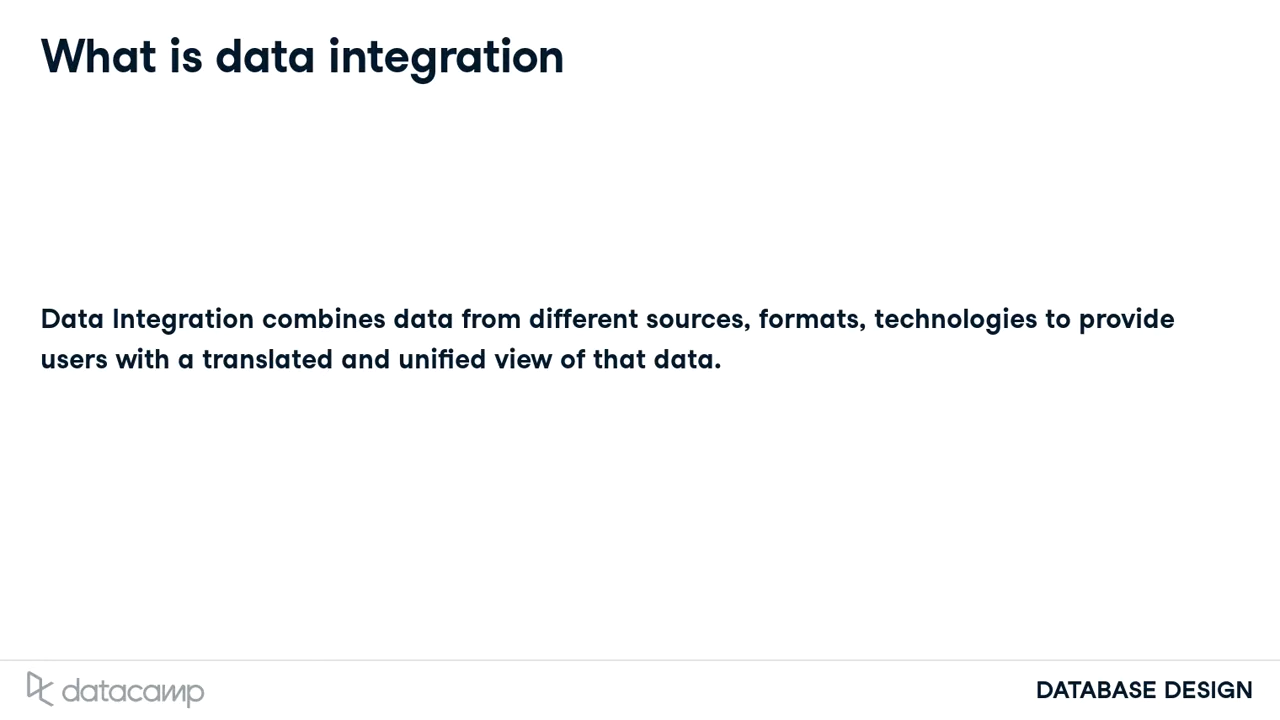 What is data integration
Data Integration combines data from different sources, formats, technologies to provide
users with a translated and unified view of that data.
datacamp
DATABASE DESIGN